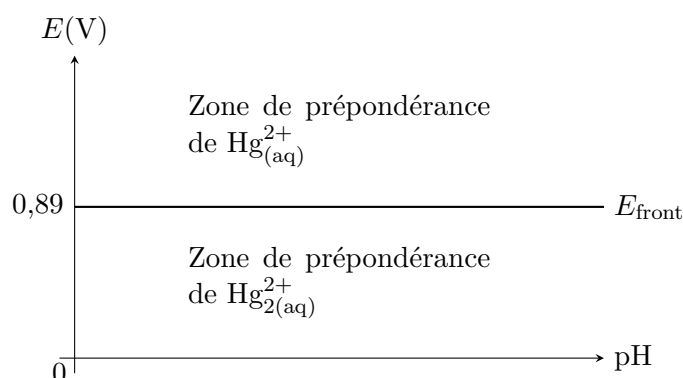 E(V)
Zone de prépondérance
de Hg²⁺(aq)
0,89
E_front
Zone de prépondérance
de Hg₂²⁺(aq)
pH
0